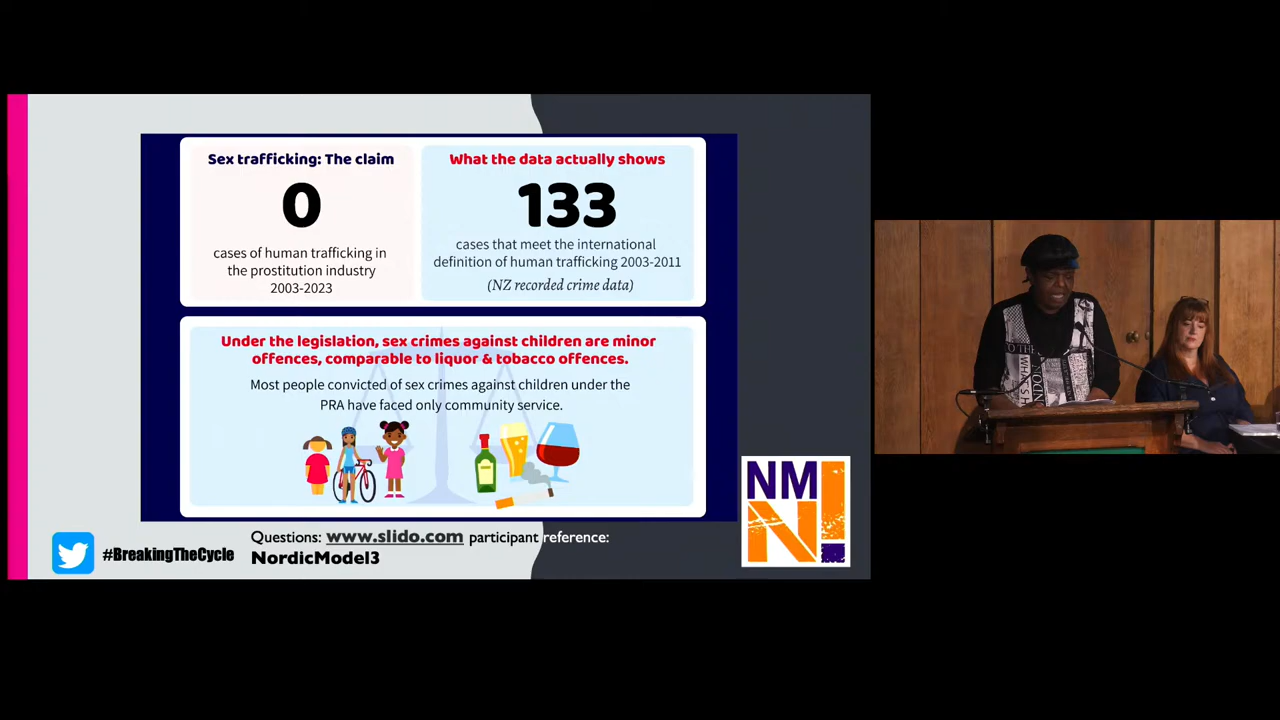 Sex trafficking: The claim
0
cases of human trafficking in
the prostitution industry
2003-2023
What the data actually shows
133
cases that meet the international
definition of human trafficking 2003-2011
(NZ recorded crime data)
Under the legislation, sex crimes against children are minor
offences, comparable to liquor & tobacco offences.
Most people convicted of sex crimes against children under the
PRA have faced only community service.
#BreakingTheCycle
Questions: www.slido.com participant reference:
NordicModel3
NM
N!